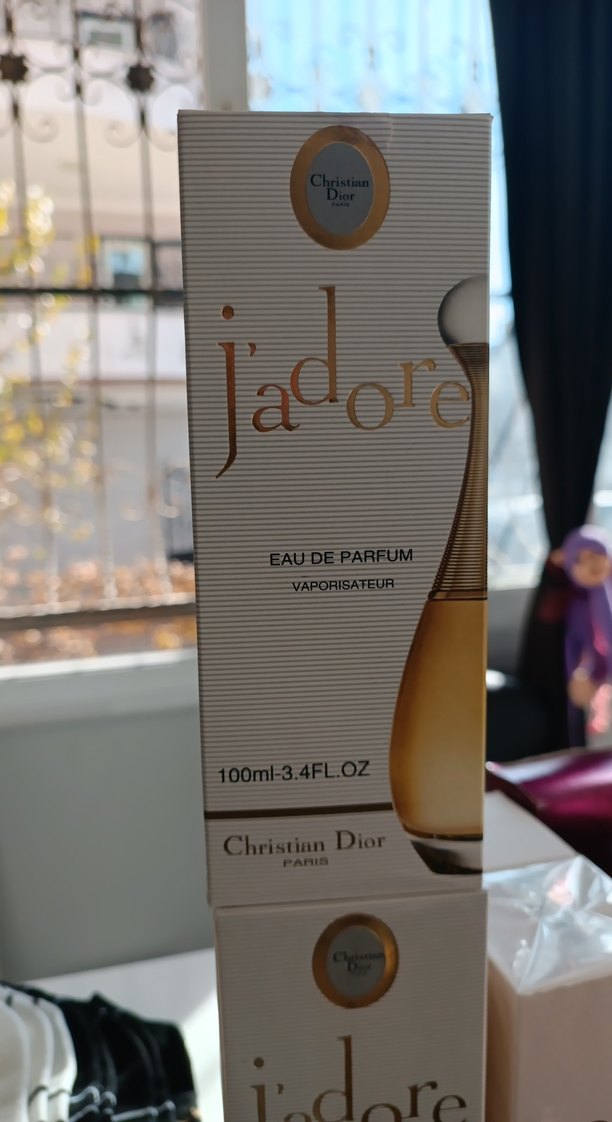 Christian
Dior
PARIS
j'adore
EAU DE PARFUM
VAPORISATEUR
100ml-3.4FL.OZ
Christian Dior
PARIS
Christian
Dior
j'adore